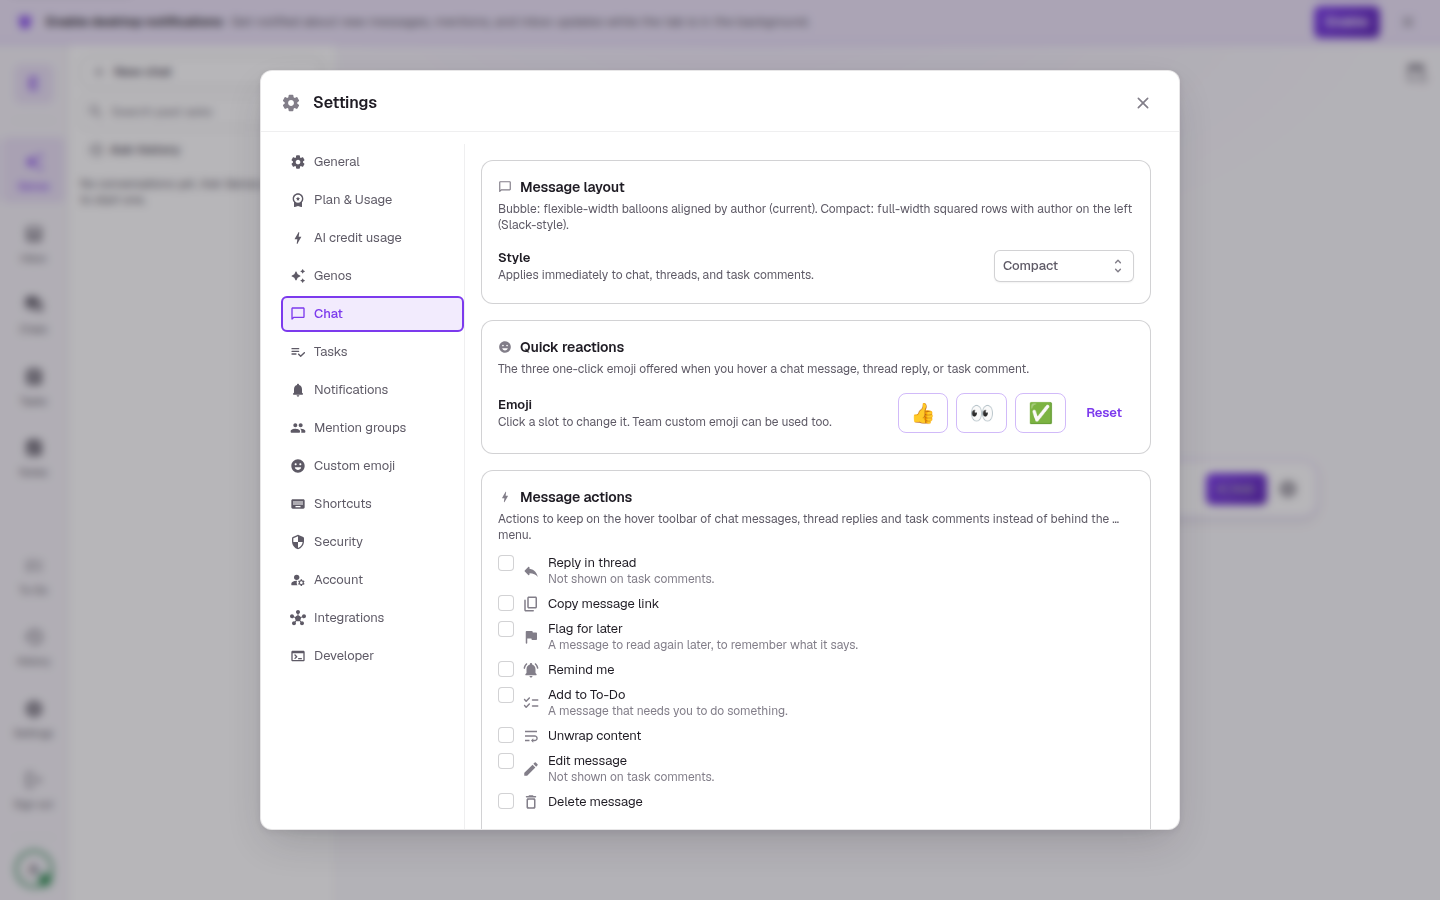 Enable desktop notifications
Enable
New chat
Settings
General
Plan & Usage
AI credit usage
Genos
Chat
Tasks
Notifications
Mention groups
Custom emoji
Shortcuts
Security
Account
Integrations
Developer
Message layout
Bubble: flexible-width balloons aligned by author (current). Compact: full-width squared rows with author on the left
(Slack-style).
Style
Applies immediately to chat, threads, and task comments.
Compact
Quick reactions
The three one-click emoji offered when you hover a chat message, thread reply, or task comment.
Emoji
Click a slot to change it. Team custom emoji can be used too.
Reset
Message actions
Actions to keep on the hover toolbar of chat messages, thread replies and task comments instead of behind the …
menu.
Reply in thread
Not shown on task comments.
Copy message link
Flag for later
A message to read again later, to remember what it says.
Remind me
Add to To-Do
A message that needs you to do something.
Unwrap content
Edit message
Not shown on task comments.
Delete message